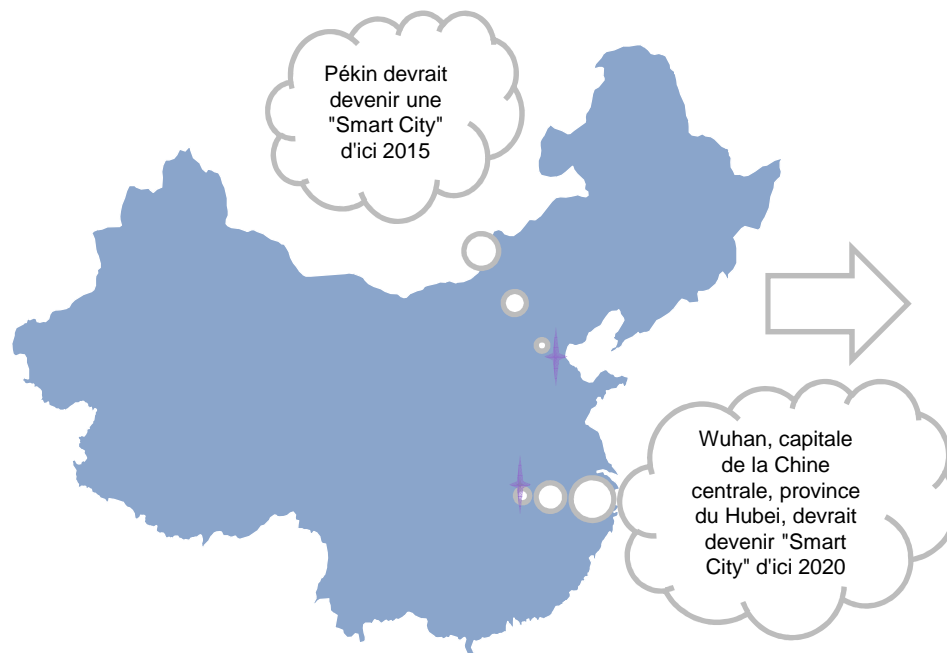 Pékin devrait
devenir une
"Smart City"
d'ici 2015
Wuhan, capitale
de la Chine
centrale, province
du Hubei, devrait
devenir "Smart
City" d'ici 2020